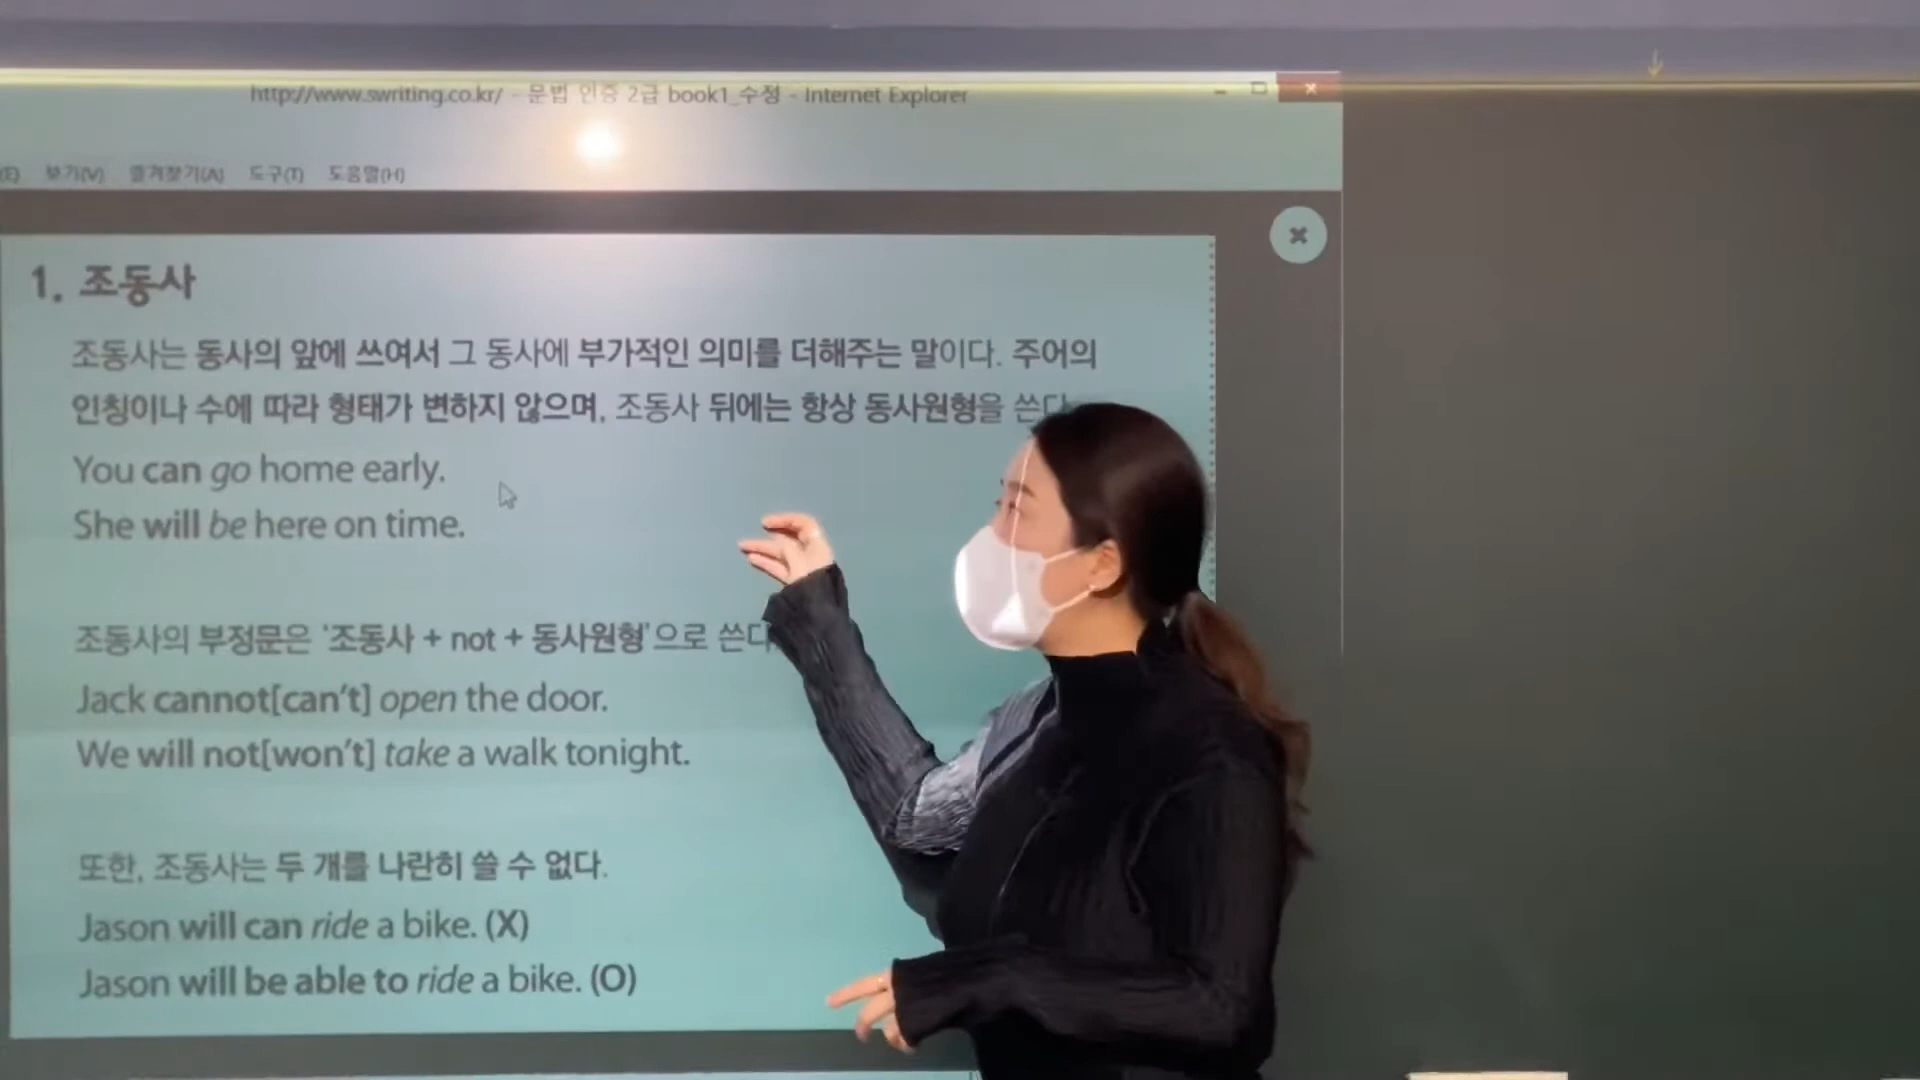 http://www.swriting.co.kr/ - 문법 인증 2급 book1_수정 - Internet Explorer
(E) 보기(V) 즐겨찾기(A) 도구(T) 도움말(H)
1. 조동사
조동사는 동사의 앞에 쓰여서 그 동사에 부가적인 의미를 더해주는 말이다. 주어의
인칭이나 수에 따라 형태가 변하지 않으며, 조동사 뒤에는 항상 동사원형을 쓴다
You can go home early.
She will be here on time.
조동사의 부정문은 '조동사 + not + 동사원형'으로 쓴다.
Jack cannot[can't] open the door.
We will not[won't] take a walk tonight.
또한, 조동사는 두 개를 나란히 쓸 수 없다.
Jason will can ride a bike. (X)
Jason will be able to ride a bike. (O)